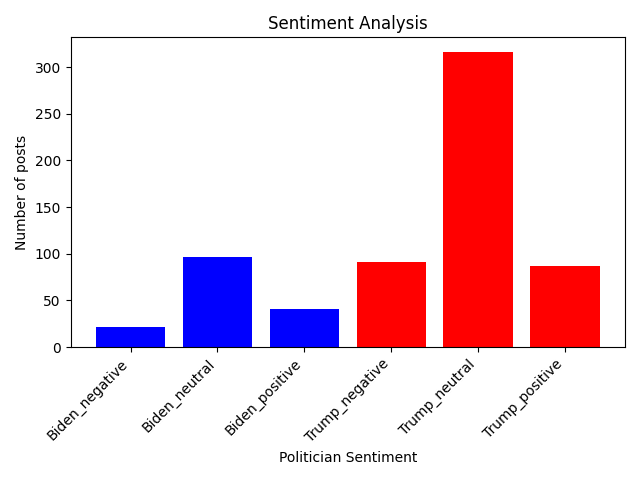 Sentiment Analysis
Number of posts
300
250
200
150
100
50
0
Biden_negative
Biden_neutral
Biden_positive
Trump_negative
Trump_neutral
Trump_positive
Politician Sentiment